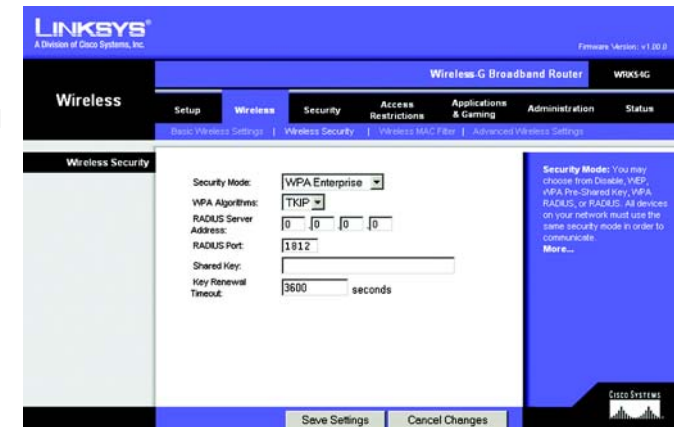 LINKSYS®
A Division of Cisco Systems, Inc.
Firmware Version: v1.00.0
Wireless-G Broadband Router WRK54G
Wireless
Setup Wireless Security Access Restrictions Applications & Gaming Administration Status
Basic Wireless Settings | Wireless Security | Wireless MAC Filter | Advanced Wireless Settings
Wireless Security
Security Mode: WPA Enterprise
WPA Algorithms: TKIP
RADIUS Server Address: 0 .0 .0 .0
RADIUS Port: 1812
Shared Key:
Key Renewal Timeout: 3600 seconds
Security Mode: You may
choose from Disable, WEP,
WPA Pre-Shared Key, WPA
RADIUS, or RADIUS. All devices
on your network must use the
same security mode in order to
communicate.
More...
Save Settings Cancel Changes
CISCO SYSTEMS